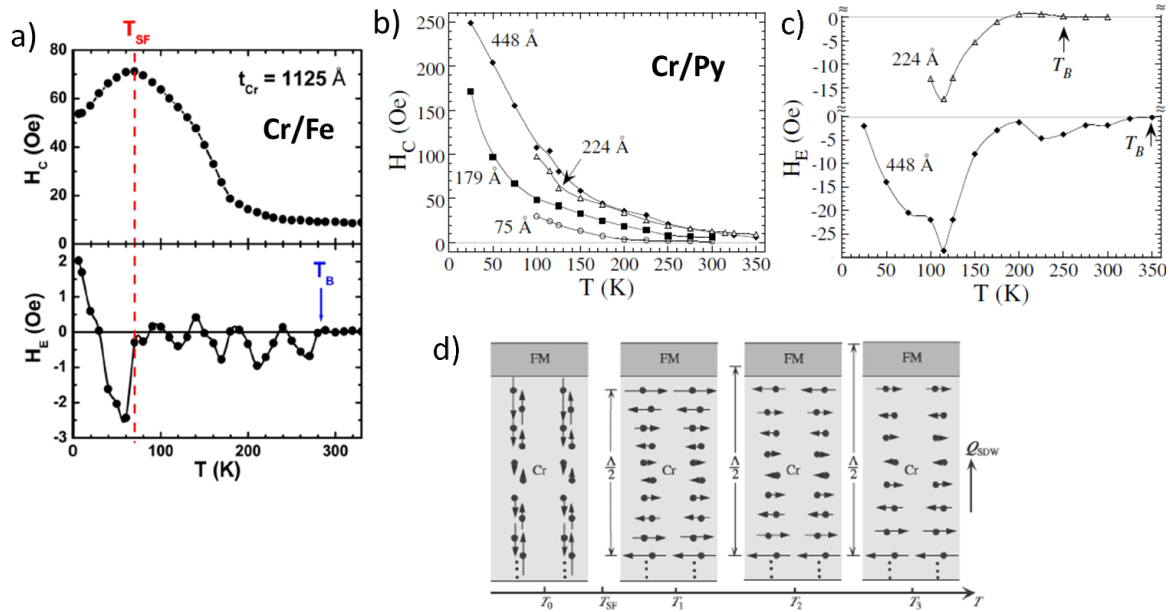 a)
T_SF
80
60
40
20
0
H_C (Oe)
t_Cr = 1125 Å
Cr/Fe
T_B
2
1
0
-1
-2
-3
H_E (Oe)
0 100 200 300
T (K)
b)
250
200
150
100
50
0
H_C (Oe)
Cr/Py
448 Å
224 Å
179 Å
75 Å
0 50 100 150 200 250 300 350
T (K)
c)
0
-5
-10
-15
224 Å
T_B
0
-5
-10
-15
-20
-25
H_E (Oe)
448 Å
T_B
0 50 100 150 200 250 300 350
T (K)
d)
FM FM FM FM
Λ/2 Λ/2 Λ/2
Cr Cr Cr Cr
Q_SDW
T_0 T_SF T_1 T_2 T_3 T